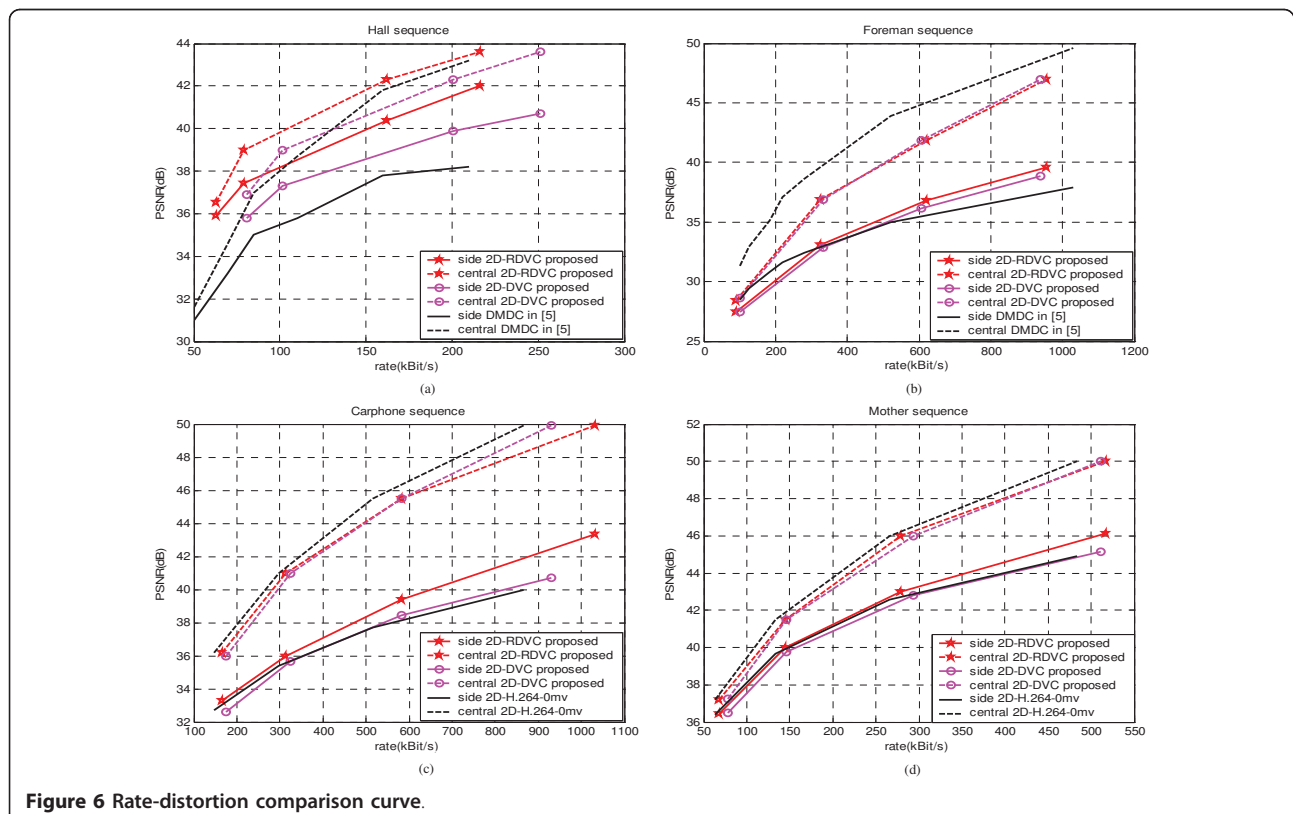 Hall sequence
44
42
40
38
36
34
32
30
PSNR(dB)
50 100 150 200 250 300
rate(kBit/s)
side 2D-RDVC proposed
central 2D-RDVC proposed
side 2D-DVC proposed
central 2D-DVC proposed
side DMDC in [5]
central DMDC in [5]
(a)
Foreman sequence
50
45
40
35
30
25
PSNR(dB)
0 200 400 600 800 1000 1200
rate(kBit/s)
side 2D-RDVC proposed
central 2D-RDVC proposed
side 2D-DVC proposed
central 2D-DVC proposed
side DMDC in [5]
central DMDC in [5]
(b)
Carphone sequence
50
48
46
44
42
40
38
36
34
32
PSNR(dB)
100 200 300 400 500 600 700 800 900 1000 1100
rate(kBit/s)
side 2D-RDVC proposed
central 2D-RDVC proposed
side 2D-DVC proposed
central 2D-DVC proposed
side 2D-H.264-0mv
central 2D-H.264-0mv
(c)
Mother sequence
52
50
48
46
44
42
40
38
36
PSNR(dB)
50 100 150 200 250 300 350 400 450 500 550
rate(kBit/s)
side 2D-RDVC proposed
central 2D-RDVC proposed
side 2D-DVC proposed
central 2D-DVC proposed
side 2D-H.264-0mv
central 2D-H.264-0mv
(d)
Figure 6 Rate-distortion comparison curve.